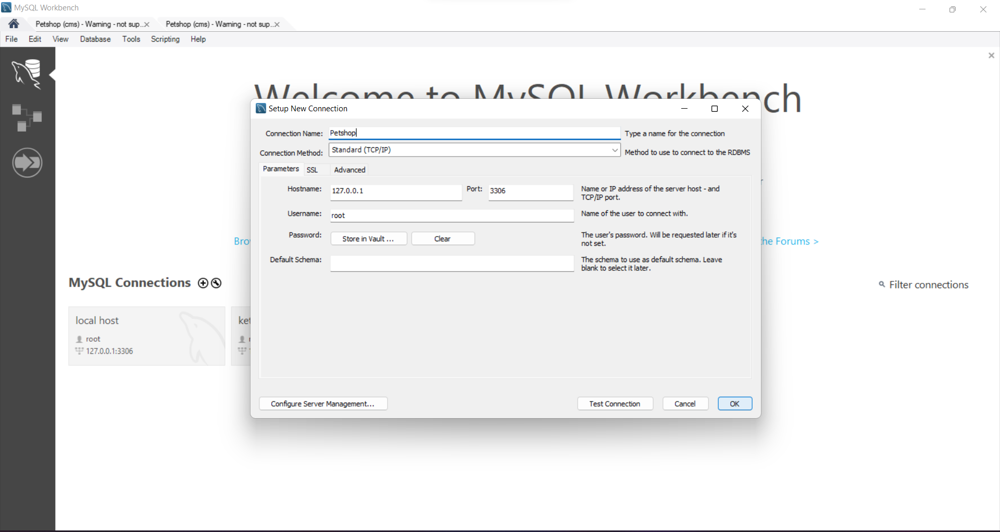 MySQL Workbench
Petshop (cms) - Warning - not sup...
Petshop (cms) - Warning - not sup...
File Edit View Database Tools Scripting Help
Welcome to MySQL Workbench
Setup New Connection
Connection Name: Petshop Type a name for the connection
Connection Method: Standard (TCP/IP) Method to use to connect to the RDBMS
Parameters SSL Advanced
Hostname: 127.0.0.1 Port: 3306 Name or IP address of the server host - and
TCP/IP port.
Username: root Name of the user to connect with.
Password: Store in Vault ... Clear The user's password. Will be requested later if it's
not set.
Default Schema: The schema to use as default schema. Leave
blank to select it later.
Bro
the Forums >
MySQL Connections
Filter connections
local host
root
127.0.0.1:3306
ket
Configure Server Management... Test Connection Cancel OK